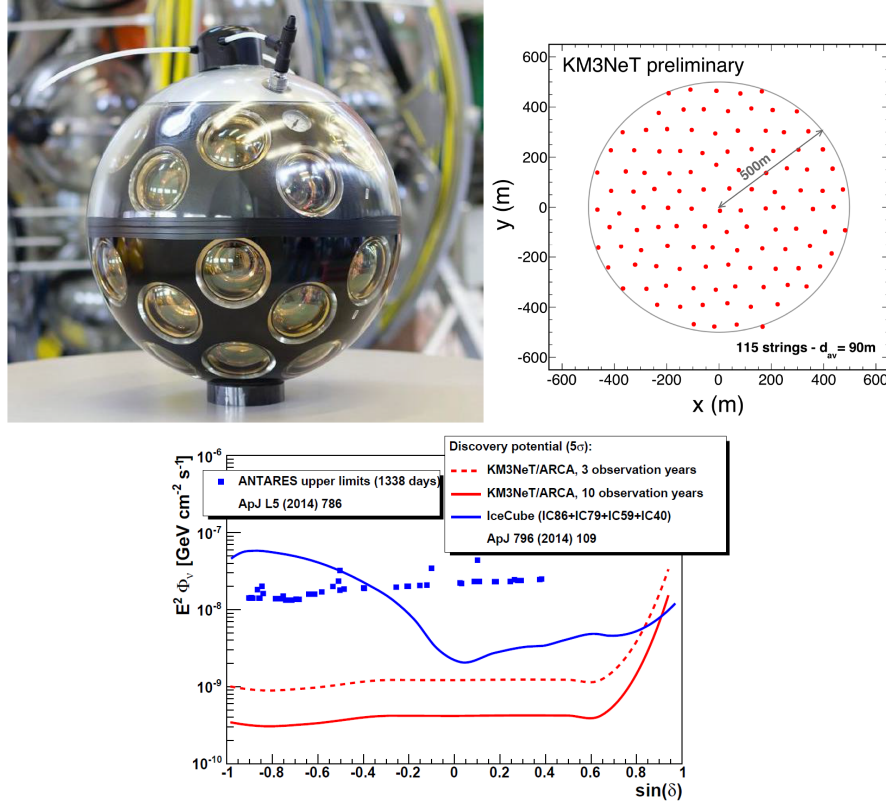 KM3NeT preliminary
600
400
200
0
-200
-400
-600
y (m)
500m
115 strings - d_av = 90m
-600 -400 -200 0 200 400 600
x (m)
ANTARES upper limits (1338 days)
ApJ L5 (2014) 786
Discovery potential (5σ):
KM3NeT/ARCA, 3 observation years
KM3NeT/ARCA, 10 observation years
IceCube (IC86+IC79+IC59+IC40)
ApJ 796 (2014) 109
E² Φ_ν [GeV cm⁻² s⁻¹]
10⁻⁶
10⁻⁷
10⁻⁸
10⁻⁹
10⁻¹⁰
-1 -0.8 -0.6 -0.4 -0.2 0 0.2 0.4 0.6 0.8 1
sin(δ)